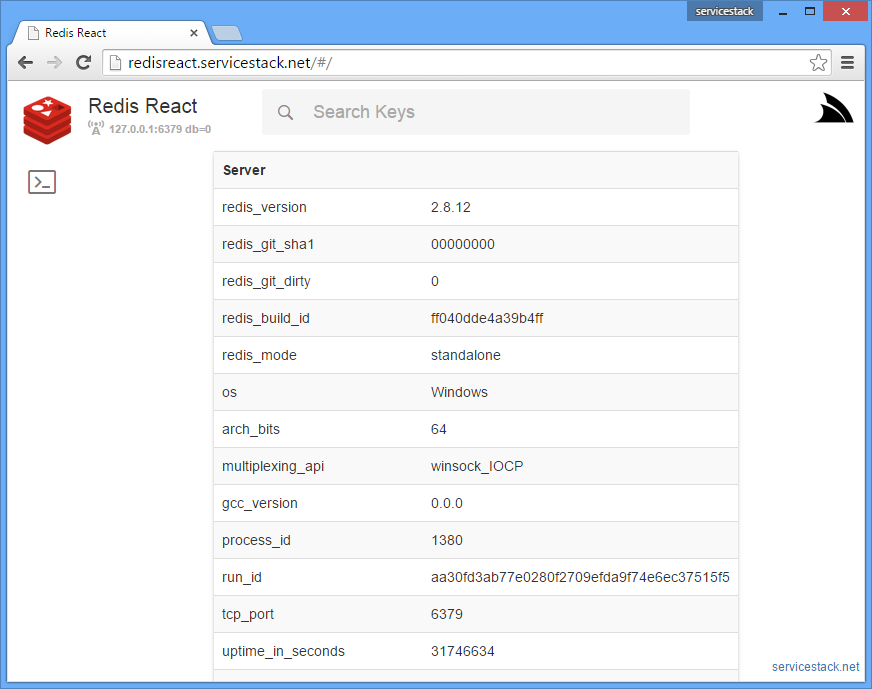 servicestack
Redis React
redisreact.servicestack.net/#/
Redis React
Search Keys
127.0.0.1:6379 db=0
Server
redis_version 2.8.12
redis_git_sha1 00000000
redis_git_dirty 0
redis_build_id ff040dde4a39b4ff
redis_mode standalone
os Windows
arch_bits 64
multiplexing_api winsock_IOCP
gcc_version 0.0.0
process_id 1380
run_id aa30fd3ab77e0280f2709efda9f74e6ec37515f5
tcp_port 6379
uptime_in_seconds 31746634
servicestack.net